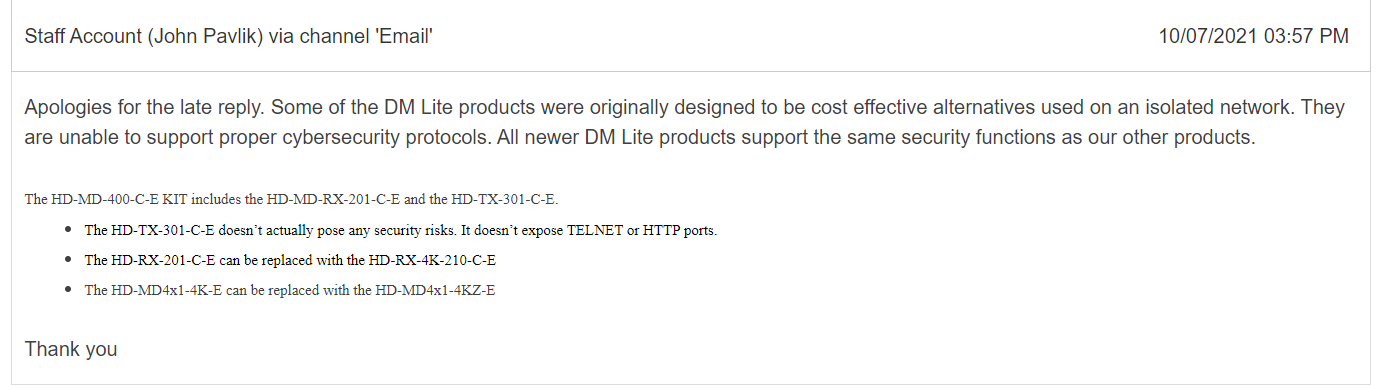 Staff Account (John Pavlik) via channel 'Email' 10/07/2021 03:57 PM
Apologies for the late reply. Some of the DM Lite products were originally designed to be cost effective alternatives used on an isolated network. They
are unable to support proper cybersecurity protocols. All newer DM Lite products support the same security functions as our other products.
The HD-MD-400-C-E KIT includes the HD-MD-RX-201-C-E and the HD-TX-301-C-E.
• The HD-TX-301-C-E doesn’t actually pose any security risks. It doesn’t expose TELNET or HTTP ports.
• The HD-RX-201-C-E can be replaced with the HD-RX-4K-210-C-E
• The HD-MD4x1-4K-E can be replaced with the HD-MD4x1-4KZ-E
Thank you